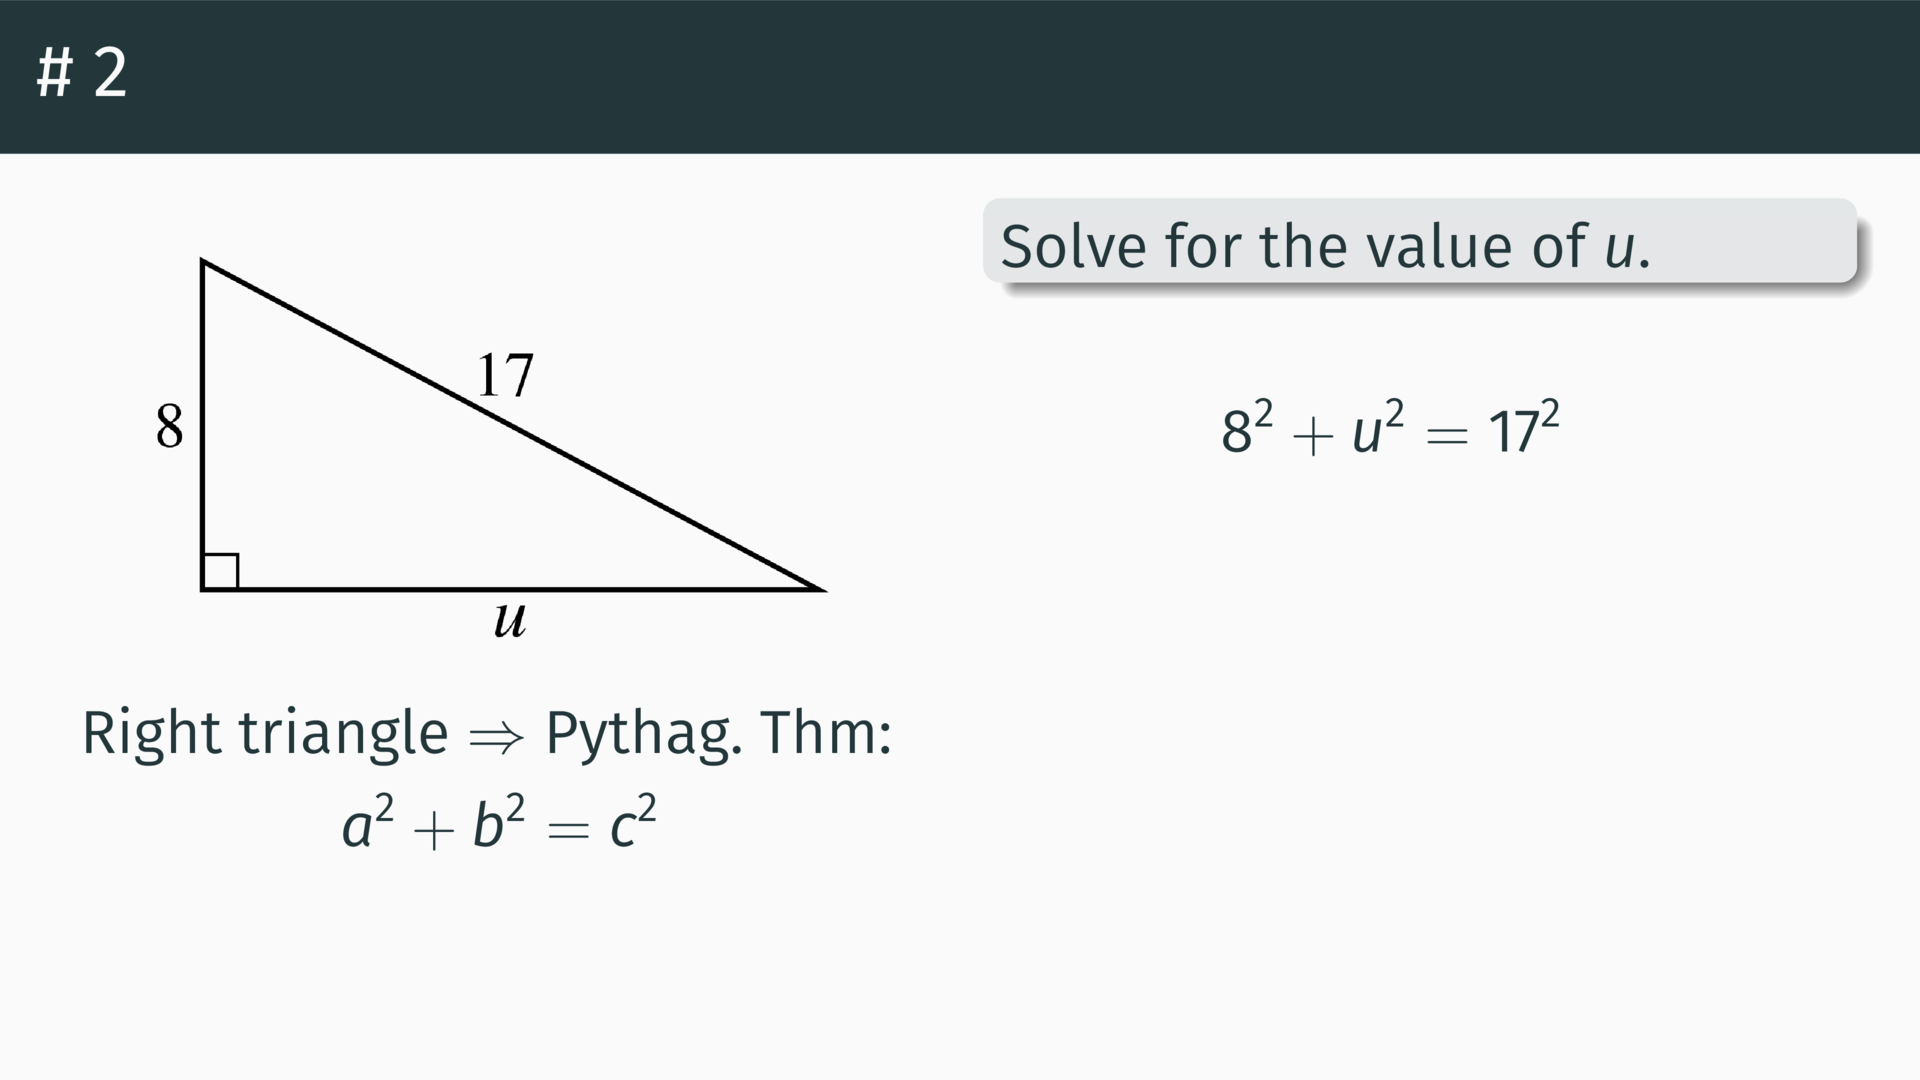 # 2
Solve for the value of u.
8
17
u
8² + u² = 17²
Right triangle ⇒ Pythag. Thm:
a² + b² = c²